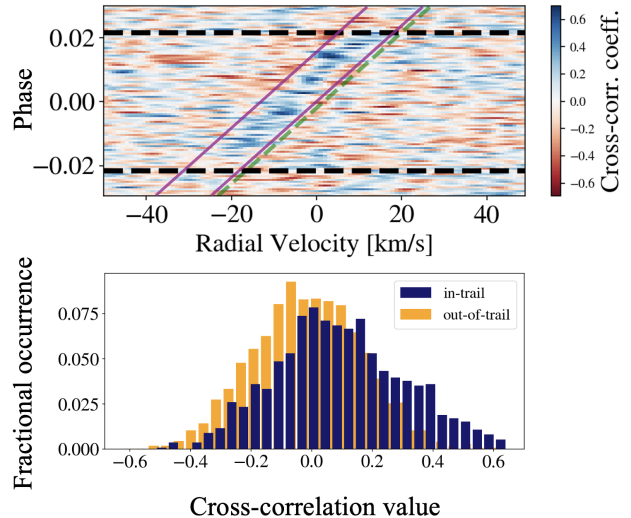 0.02
0.00
−0.02
Phase
−40 −20 0 20 40
Radial Velocity [km/s]
0.6
0.4
0.2
0.0
−0.2
−0.4
−0.6
Cross-corr. coeff.
Fractional occurrence
0.075
0.050
0.025
0.000
in-trail
out-of-trail
−0.6 −0.4 −0.2 0.0 0.2 0.4 0.6
Cross-correlation value